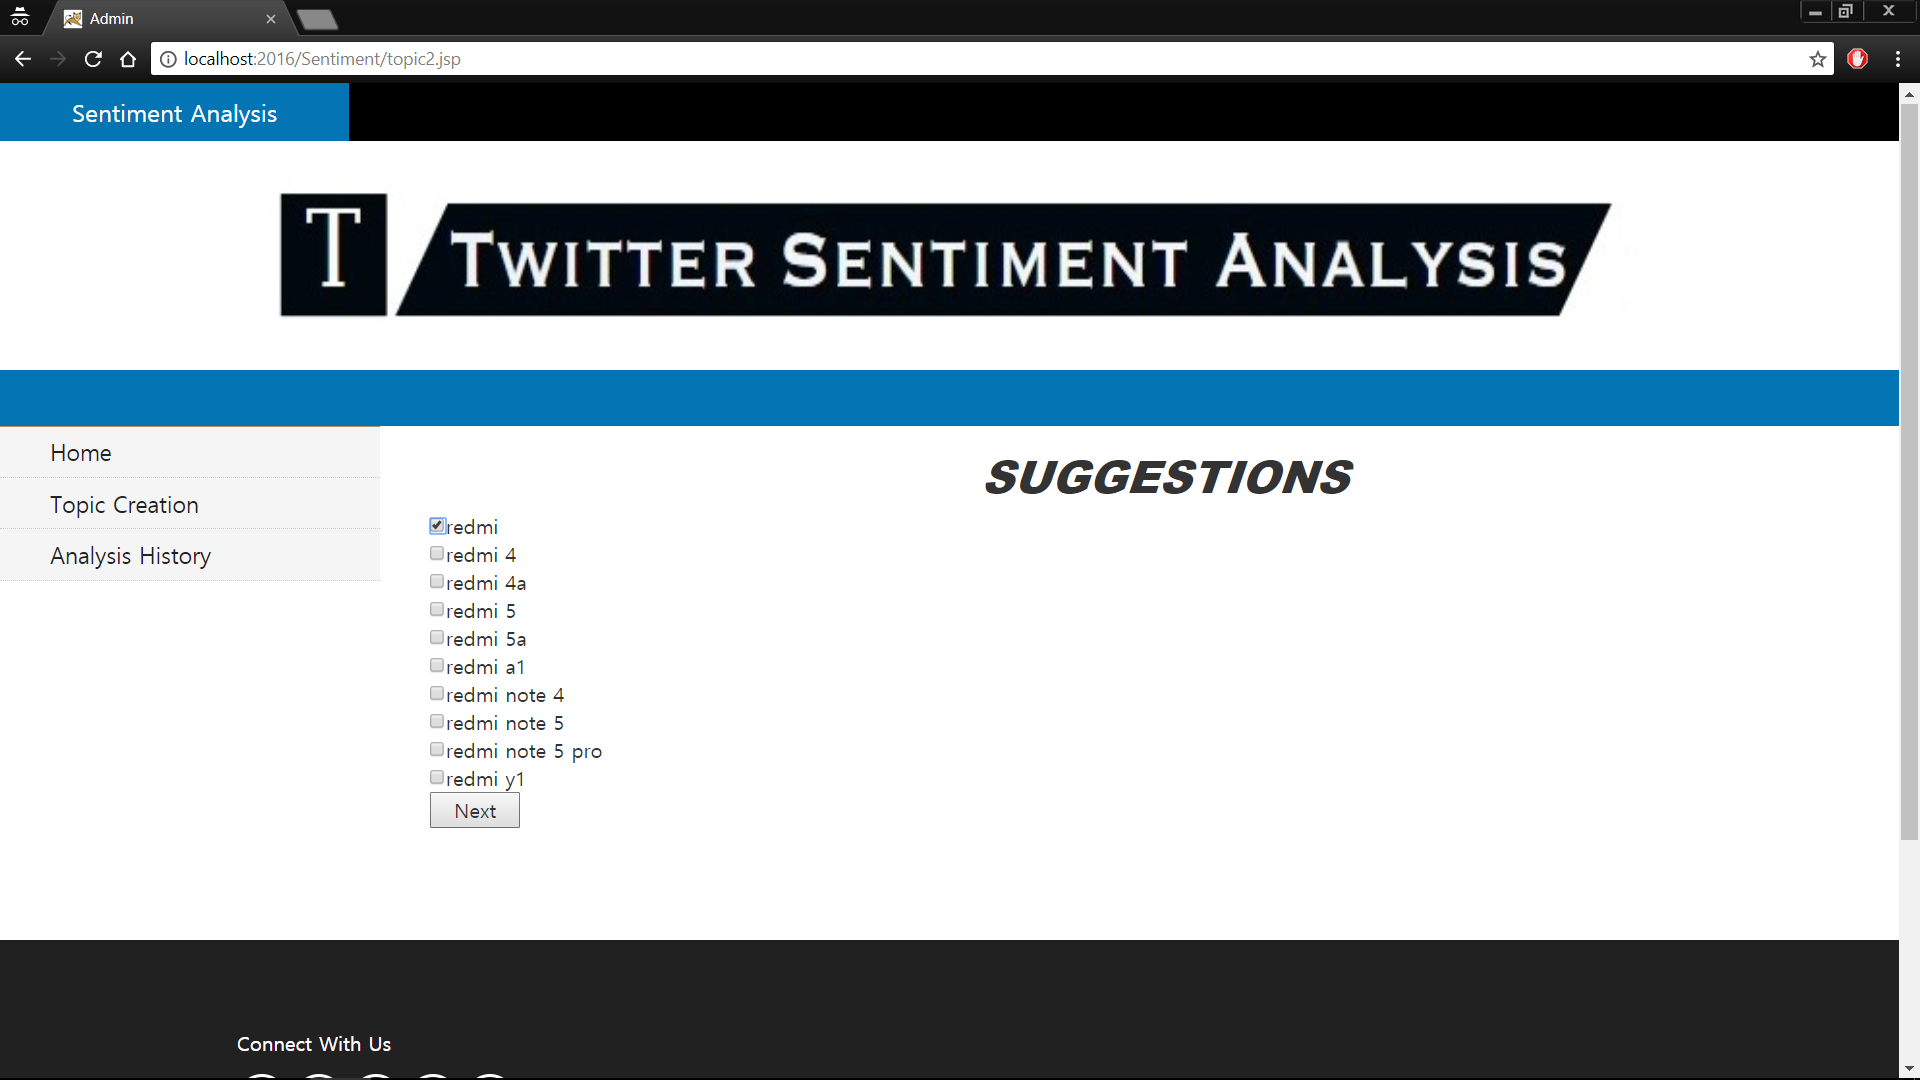 Admin
localhost:2016/Sentiment/topic2.jsp
Sentiment Analysis
T TWITTER SENTIMENT ANALYSIS
Home
Topic Creation
Analysis History
SUGGESTIONS
redmi
redmi 4
redmi 4a
redmi 5
redmi 5a
redmi a1
redmi note 4
redmi note 5
redmi note 5 pro
redmi y1
Next
Connect With Us